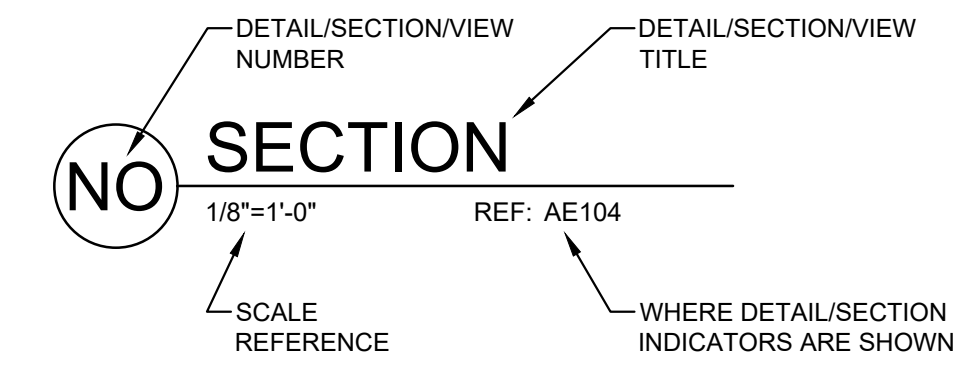 DETAIL/SECTION/VIEW
NUMBER
DETAIL/SECTION/VIEW
TITLE
NO
SECTION
1/8"=1'-0"
REF: AE104
SCALE
REFERENCE
WHERE DETAIL/SECTION
INDICATORS ARE SHOWN